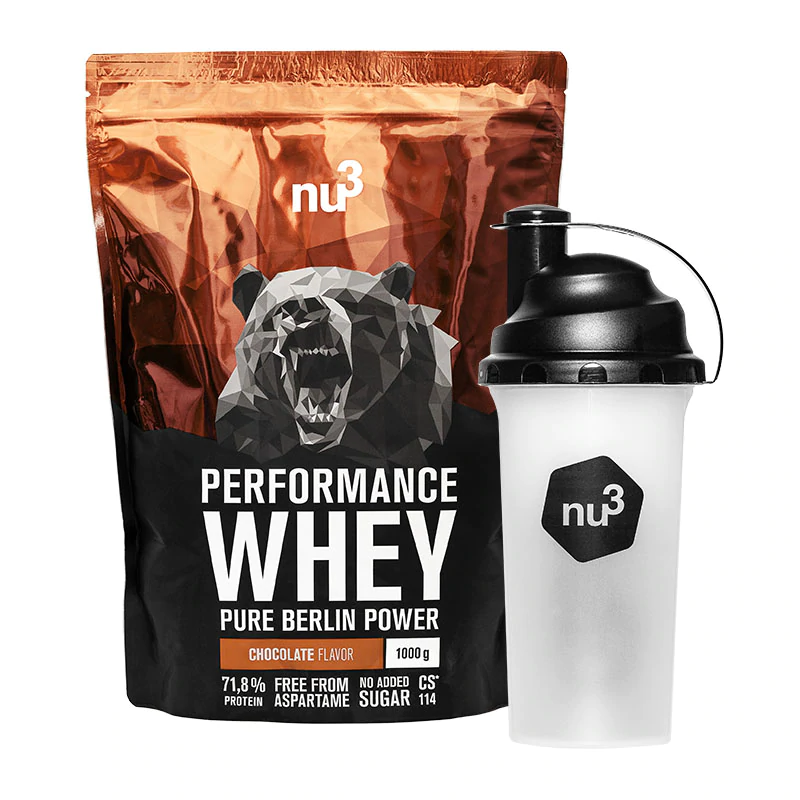 nu³
PERFORMANCE
WHEY
PURE BERLIN POWER
CHOCOLATE FLAVOR
1000 g
71,8%
PROTEIN
FREE FROM
ASPARTAME
NO ADDED
SUGAR
CS*
114
nu³